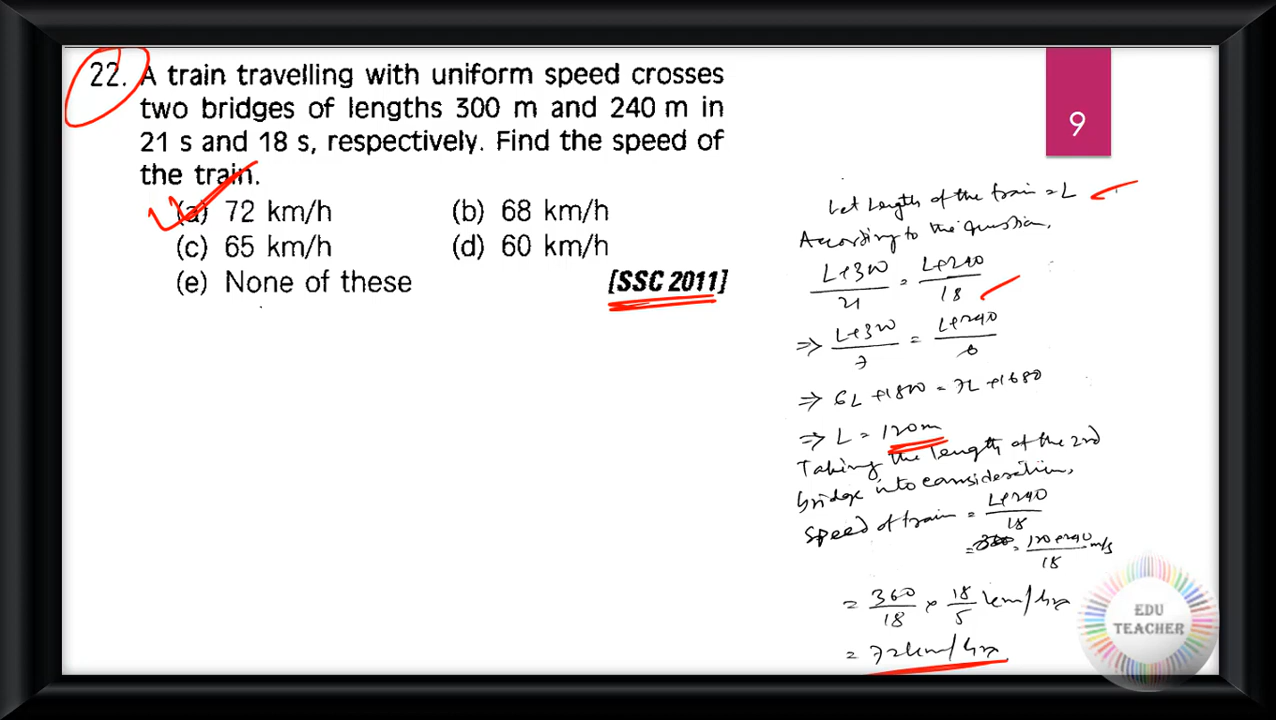 22. A train travelling with uniform speed crosses
two bridges of lengths 300 m and 240 m in
21 s and 18 s, respectively. Find the speed of
the train.
(a) 72 km/h (b) 68 km/h
(c) 65 km/h (d) 60 km/h
(e) None of these [SSC 2011]
9
Let Length of the train = L
According to the question,
L+300/21 = L+240/18
⇒ L+300/7 = L+240/6
⇒ 6L + 1800 = 7L + 1680
⇒ L = 120m
Taking the length of the 2nd
bridge into consideration,
Speed of train = L+240/18
= 120+240/18 m/s
= 360/18 × 18/5 km/hr
= 72km/hr
EDU
TEACHER